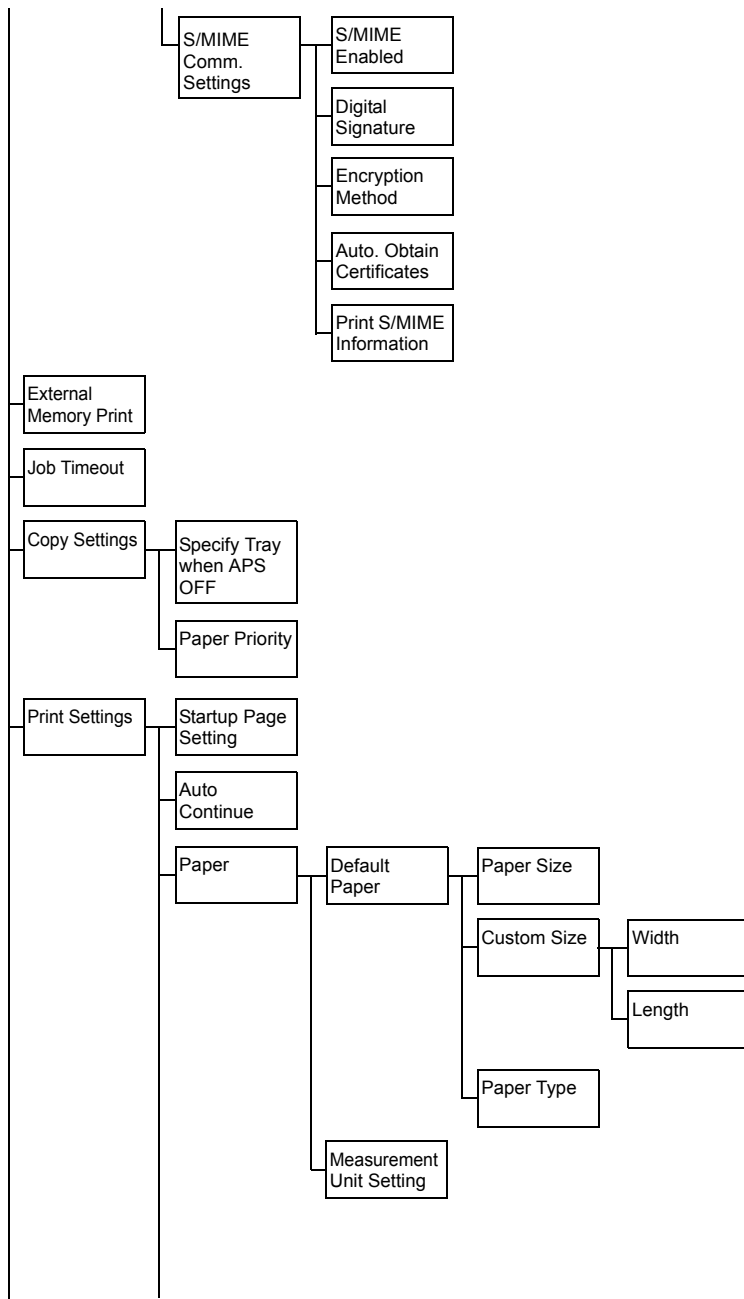 S/MIME
Comm.
Settings
S/MIME
Enabled
Digital
Signature
Encryption
Method
Auto. Obtain
Certificates
Print S/MIME
Information
External
Memory Print
Job Timeout
Copy Settings
Specify Tray
when APS
OFF
Paper Priority
Print Settings
Startup Page
Setting
Auto
Continue
Paper
Default
Paper
Paper Size
Custom Size
Width
Length
Paper Type
Measurement
Unit Setting